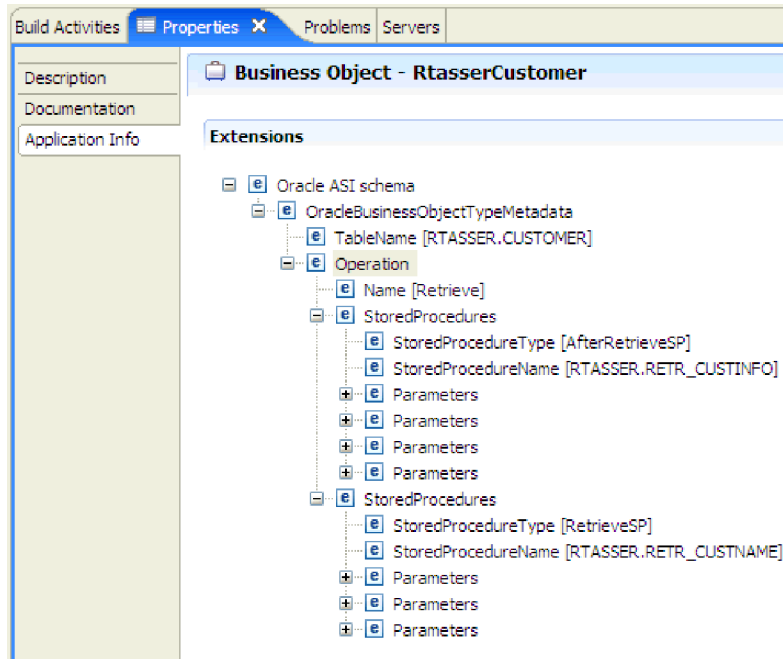 Build Activities Properties Problems Servers
Description
Documentation
Application Info
Business Object - RtasserCustomer
Extensions
Oracle ASI schema
OracleBusinessObjectTypeMetadata
TableName [RTASSER.CUSTOMER]
Operation
Name [Retrieve]
StoredProcedures
StoredProcedureType [AfterRetrieveSP]
StoredProcedureName [RTASSER.RETR_CUSTINFO]
Parameters
Parameters
Parameters
Parameters
StoredProcedures
StoredProcedureType [RetrieveSP]
StoredProcedureName [RTASSER.RETR_CUSTNAME]
Parameters
Parameters
Parameters